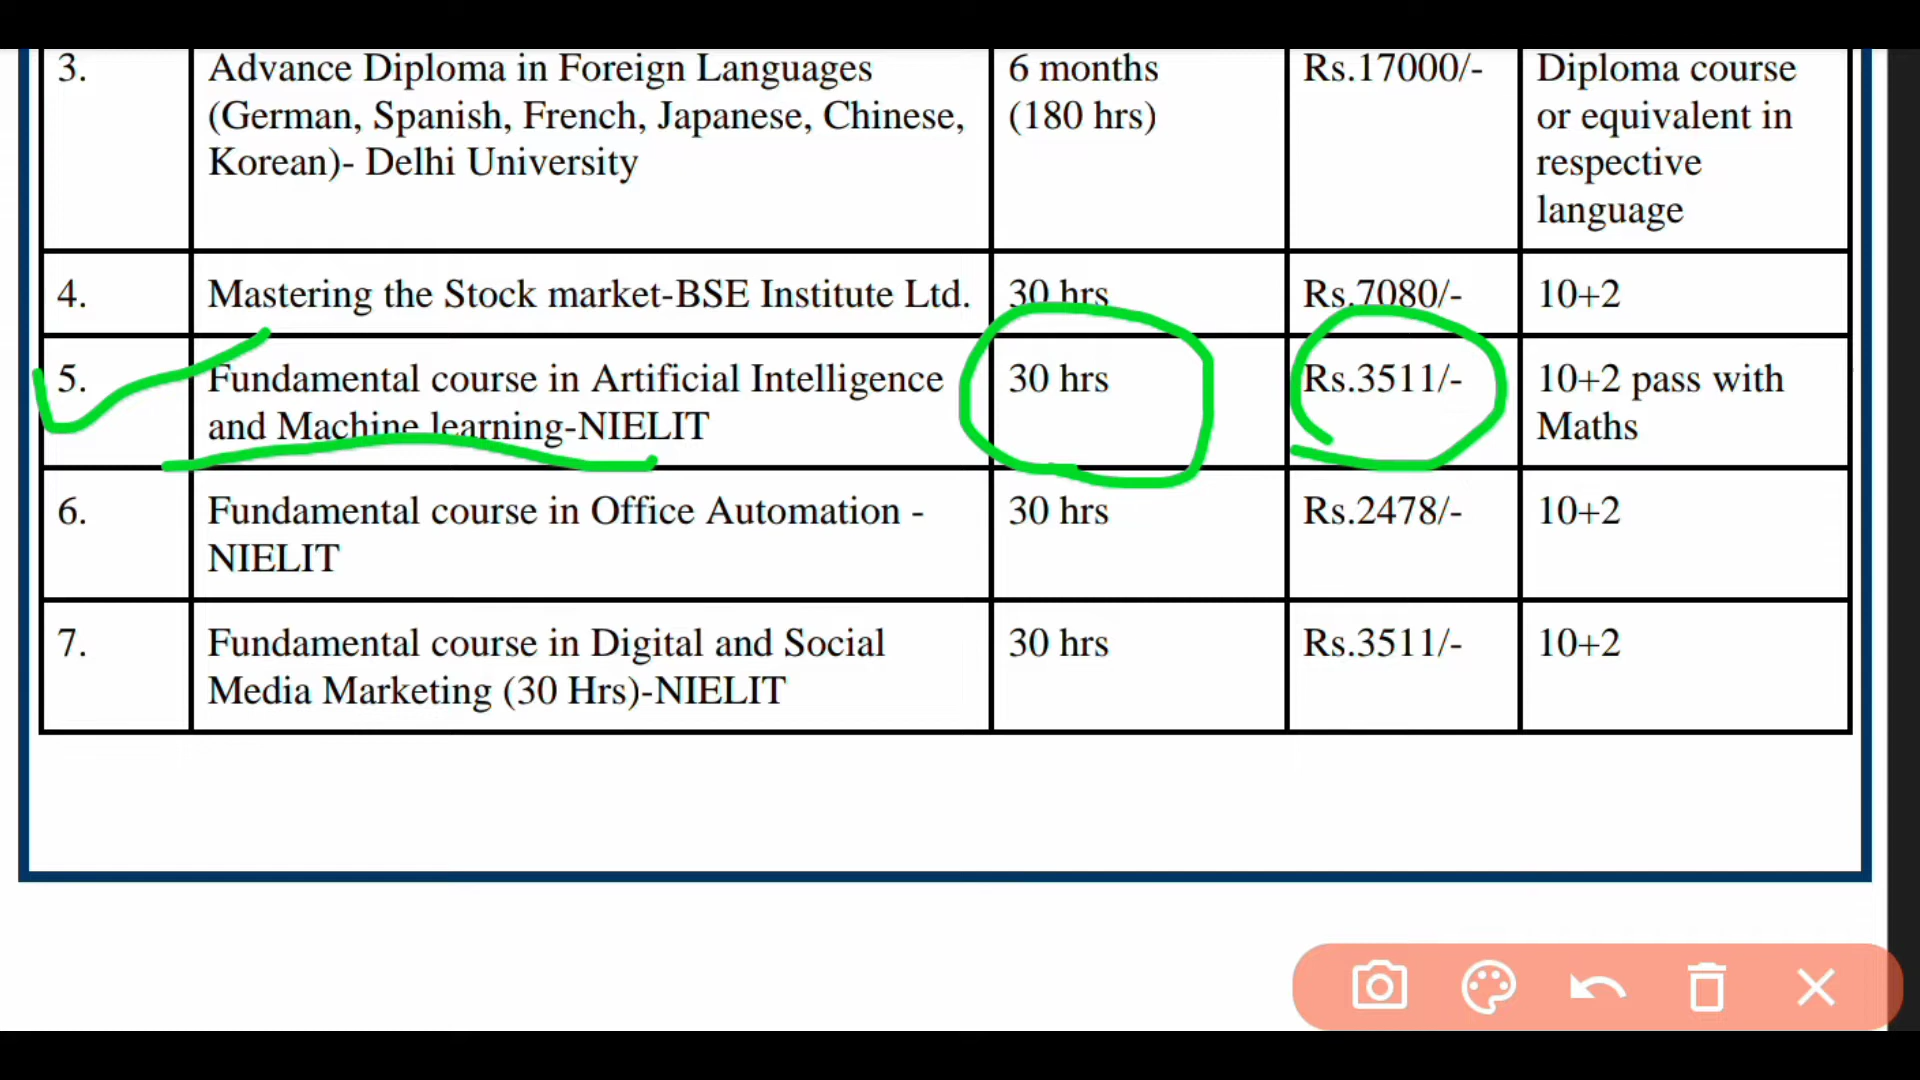 3. Advance Diploma in Foreign Languages 6 months Rs.17000/- Diploma course
(German, Spanish, French, Japanese, Chinese, (180 hrs) or equivalent in
Korean)- Delhi University respective
language
4. Mastering the Stock market-BSE Institute Ltd. 30 hrs Rs.7080/- 10+2
5. Fundamental course in Artificial Intelligence 30 hrs Rs.3511/- 10+2 pass with
and Machine learning-NIELIT Maths
6. Fundamental course in Office Automation - 30 hrs Rs.2478/- 10+2
NIELIT
7. Fundamental course in Digital and Social 30 hrs Rs.3511/- 10+2
Media Marketing (30 Hrs)-NIELIT